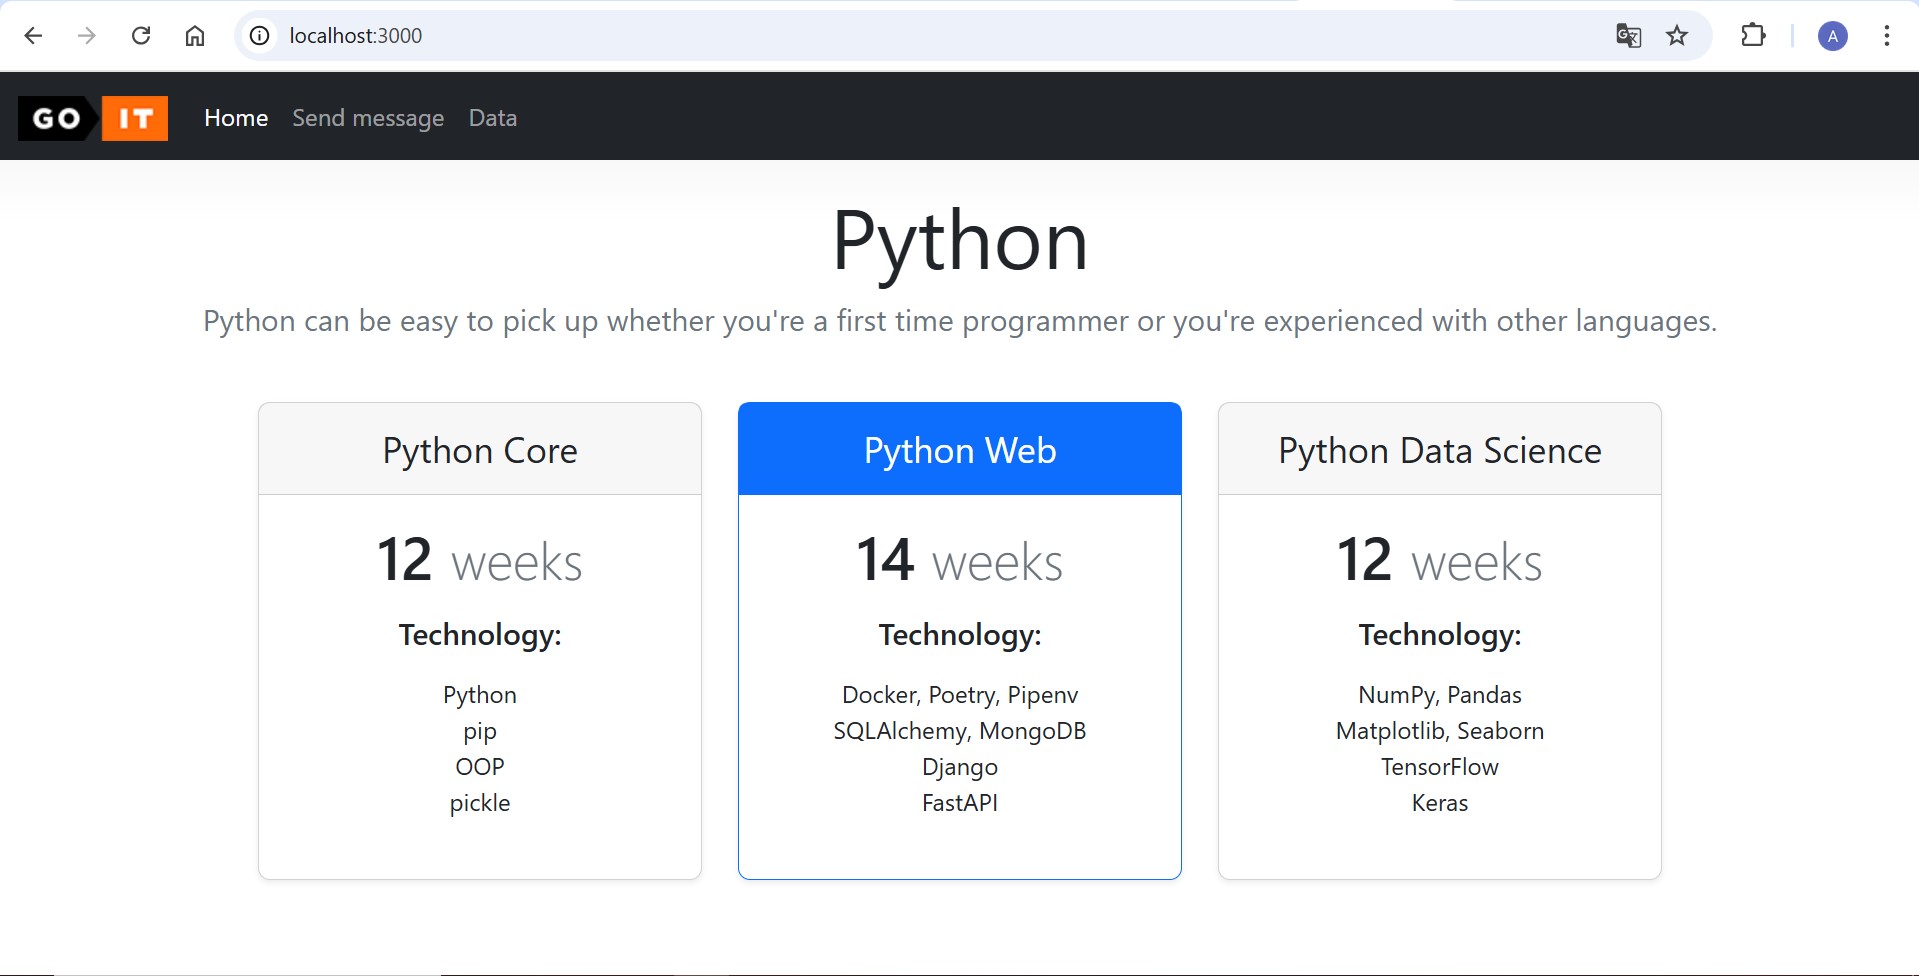 localhost:3000
A
GO IT
Home Send message Data
Python
Python can be easy to pick up whether you're a first time programmer or you're experienced with other languages.
Python Core
12 weeks
Technology:
Python
pip
OOP
pickle
Python Web
14 weeks
Technology:
Docker, Poetry, Pipenv
SQLAlchemy, MongoDB
Django
FastAPI
Python Data Science
12 weeks
Technology:
NumPy, Pandas
Matplotlib, Seaborn
TensorFlow
Keras